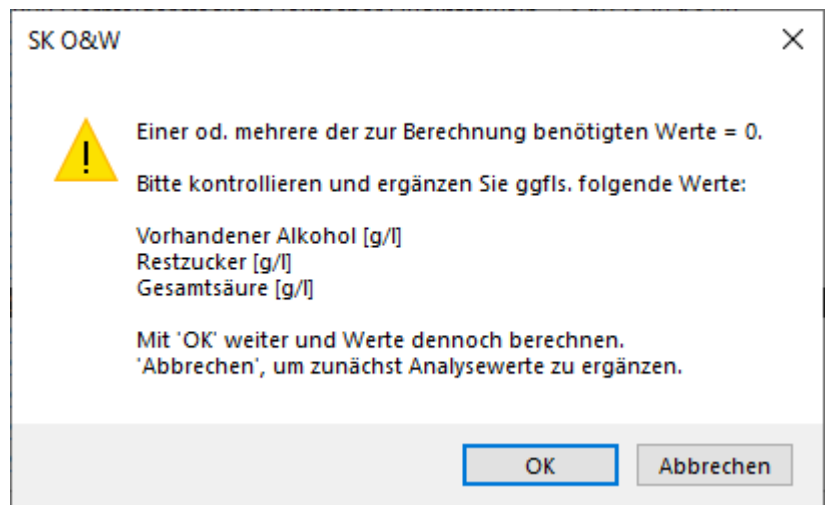 SK O&W
Einer od. mehrere der zur Berechnung benötigten Werte = 0.
Bitte kontrollieren und ergänzen Sie ggfls. folgende Werte:
Vorhandener Alkohol [g/l]
Restzucker [g/l]
Gesamtsäure [g/l]
Mit 'OK' weiter und Werte dennoch berechnen.
'Abbrechen', um zunächst Analysewerte zu ergänzen.
OK
Abbrechen